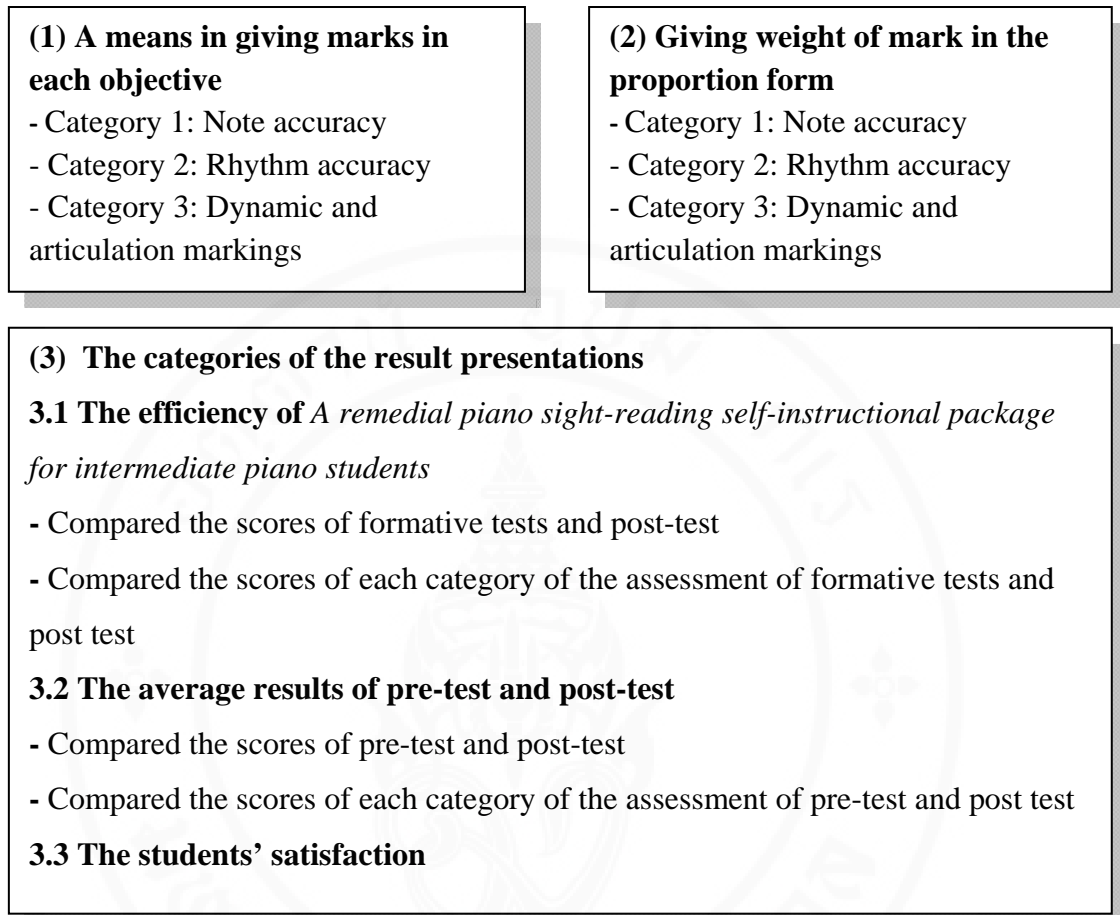 (1) A means in giving marks in
each objective
- Category 1: Note accuracy
- Category 2: Rhythm accuracy
- Category 3: Dynamic and
articulation markings
(2) Giving weight of mark in the
proportion form
- Category 1: Note accuracy
- Category 2: Rhythm accuracy
- Category 3: Dynamic and
articulation markings
(3) The categories of the result presentations
3.1 The efficiency of A remedial piano sight-reading self-instructional package
for intermediate piano students
- Compared the scores of formative tests and post-test
- Compared the scores of each category of the assessment of formative tests and
post test
3.2 The average results of pre-test and post-test
- Compared the scores of pre-test and post-test
- Compared the scores of each category of the assessment of pre-test and post test
3.3 The students’ satisfaction